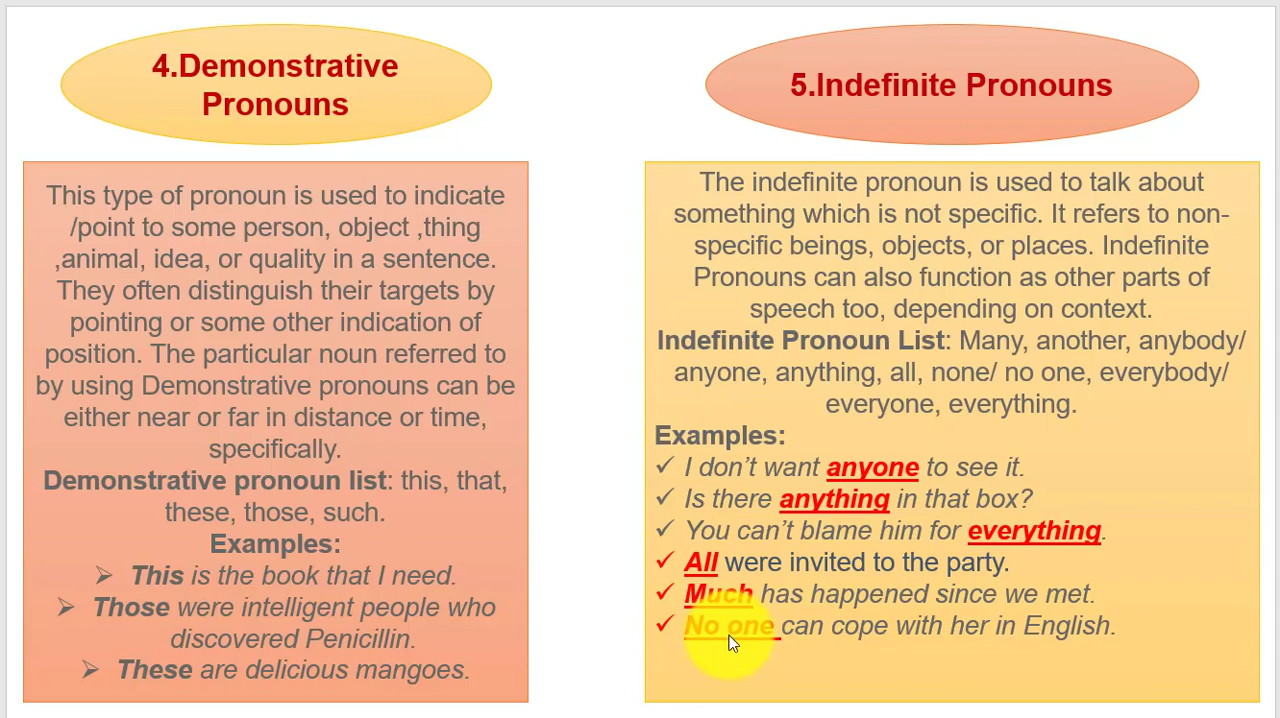 4.Demonstrative
Pronouns
This type of pronoun is used to indicate
/point to some person, object ,thing
,animal, idea, or quality in a sentence.
They often distinguish their targets by
pointing or some other indication of
position. The particular noun referred to
by using Demonstrative pronouns can be
either near or far in distance or time,
specifically.
Demonstrative pronoun list: this, that,
these, those, such.
Examples:
➢ This is the book that I need.
➢ Those were intelligent people who
discovered Penicillin.
➢ These are delicious mangoes.
5.Indefinite Pronouns
The indefinite pronoun is used to talk about
something which is not specific. It refers to non-
specific beings, objects, or places. Indefinite
Pronouns can also function as other parts of
speech too, depending on context.
Indefinite Pronoun List: Many, another, anybody/
anyone, anything, all, none/ no one, everybody/
everyone, everything.
Examples:
✓ I don’t want anyone to see it.
✓ Is there anything in that box?
✓ You can’t blame him for everything.
✓ All were invited to the party.
✓ Much has happened since we met.
✓ No one can cope with her in English.